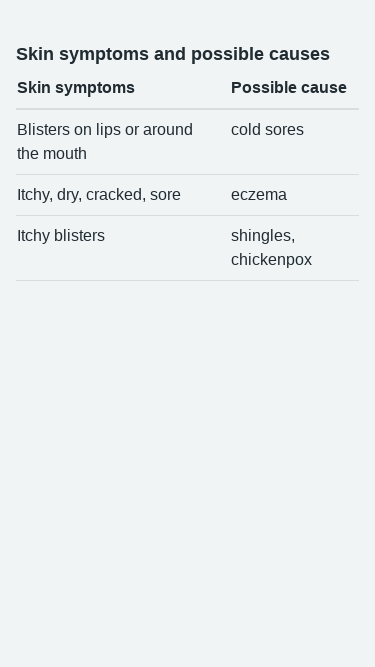 Skin symptoms and possible causes
Skin symptoms Possible cause
Blisters on lips or around cold sores
the mouth
Itchy, dry, cracked, sore eczema
Itchy blisters shingles,
chickenpox